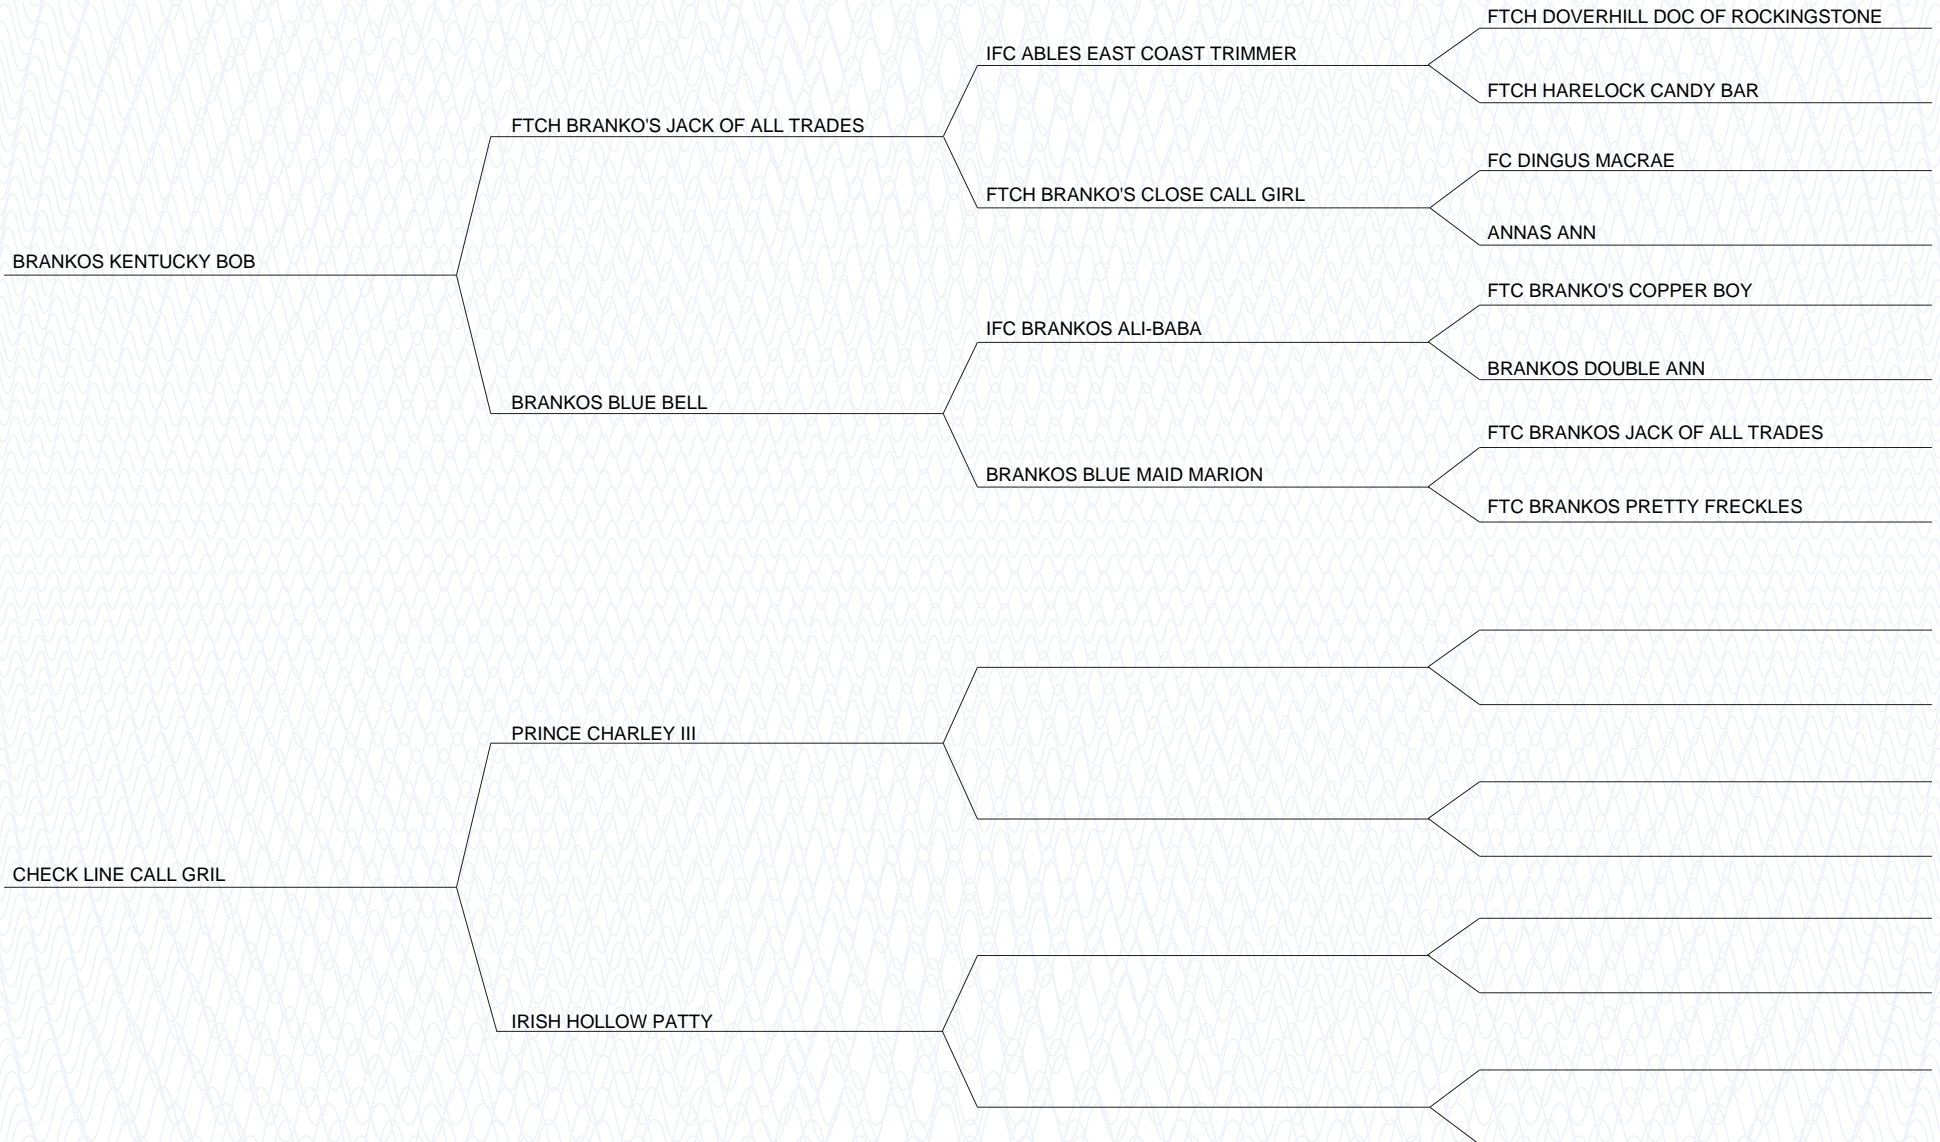 FTCH DOVERHILL DOC OF ROCKINGSTONE
IFC ABLES EAST COAST TRIMMER
FTCH HARELOCK CANDY BAR
FTCH BRANKO'S JACK OF ALL TRADES
FC DINGUS MACRAE
FTCH BRANKO'S CLOSE CALL GIRL
ANNAS ANN
BRANKOS KENTUCKY BOB
FTC BRANKO'S COPPER BOY
IFC BRANKOS ALI-BABA
BRANKOS DOUBLE ANN
BRANKOS BLUE BELL
FTC BRANKOS JACK OF ALL TRADES
BRANKOS BLUE MAID MARION
FTC BRANKOS PRETTY FRECKLES
PRINCE CHARLEY III
CHECK LINE CALL GRIL
IRISH HOLLOW PATTY